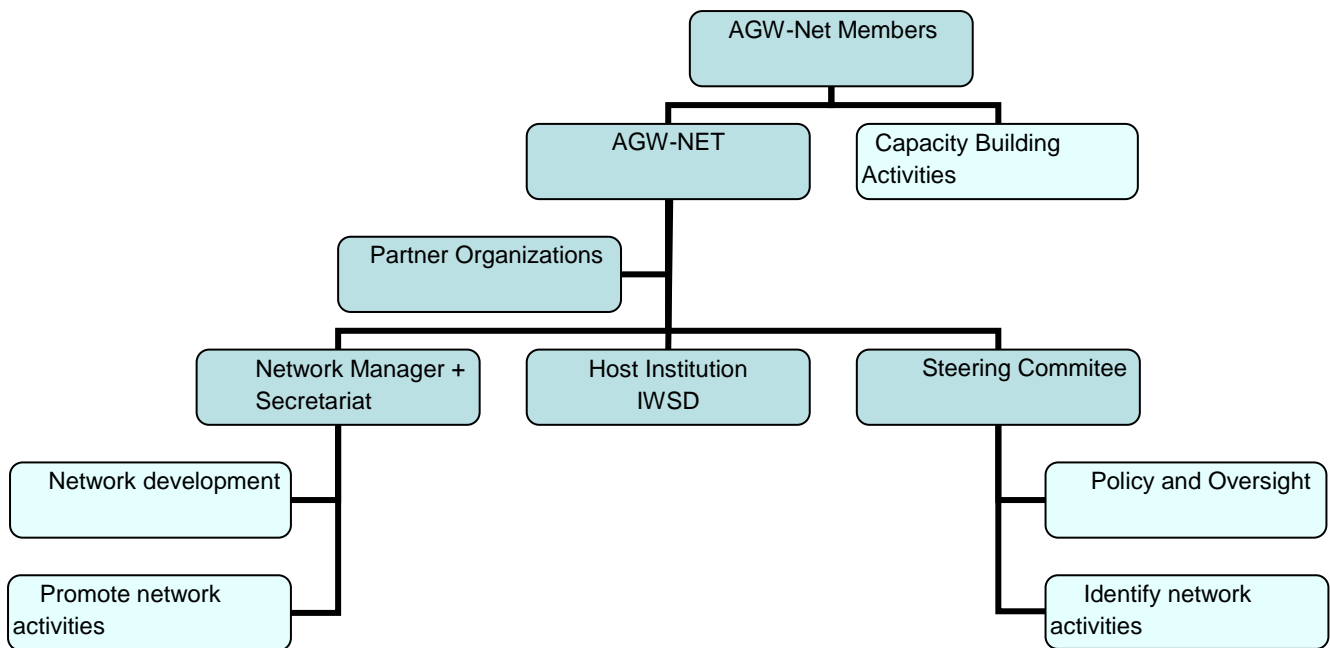 AGW-Net Members
AGW-NET
Capacity Building
Activities
Partner Organizations
Network Manager +
Secretariat
Host Institution
IWSD
Steering Commitee
Network development
Policy and Oversight
Promote network
activities
Identify network
activities